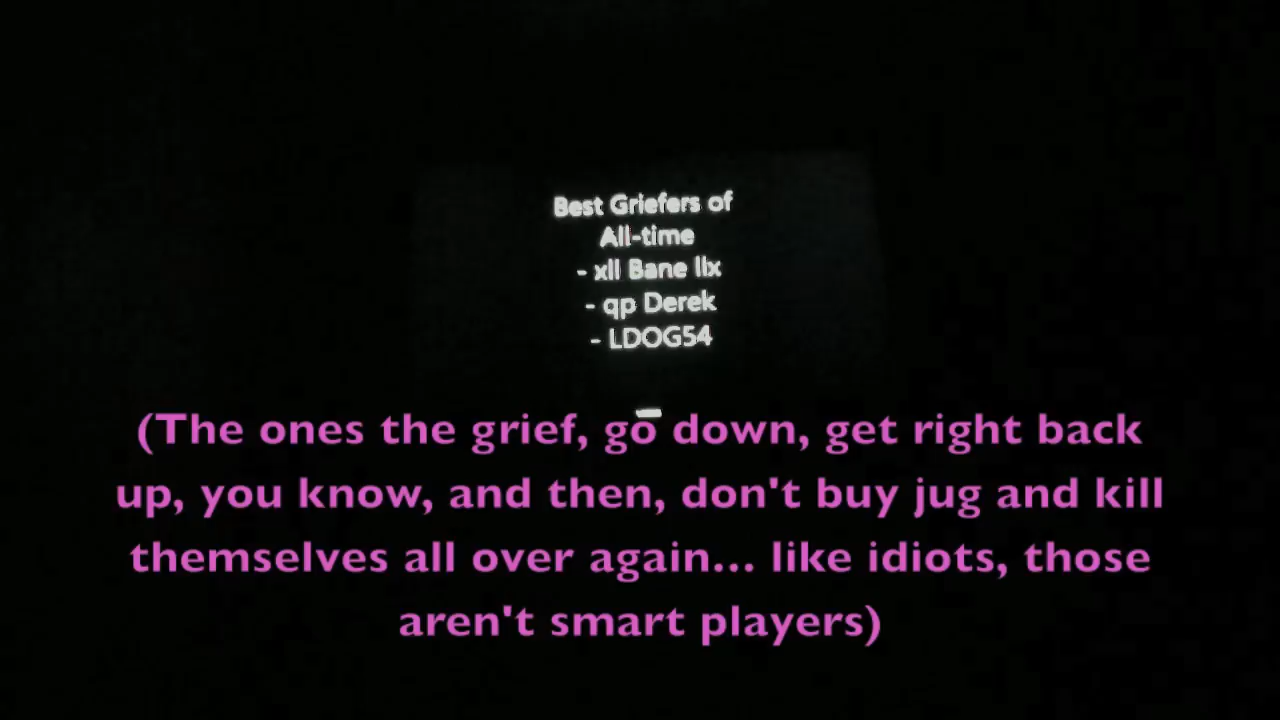 Best Griefers of
All-time
- xll Bane llx
- qp Derek
- LDOG54
(The ones the grief, go down, get right back
up, you know, and then, don't buy jug and kill
themselves all over again... like idiots, those
aren't smart players)